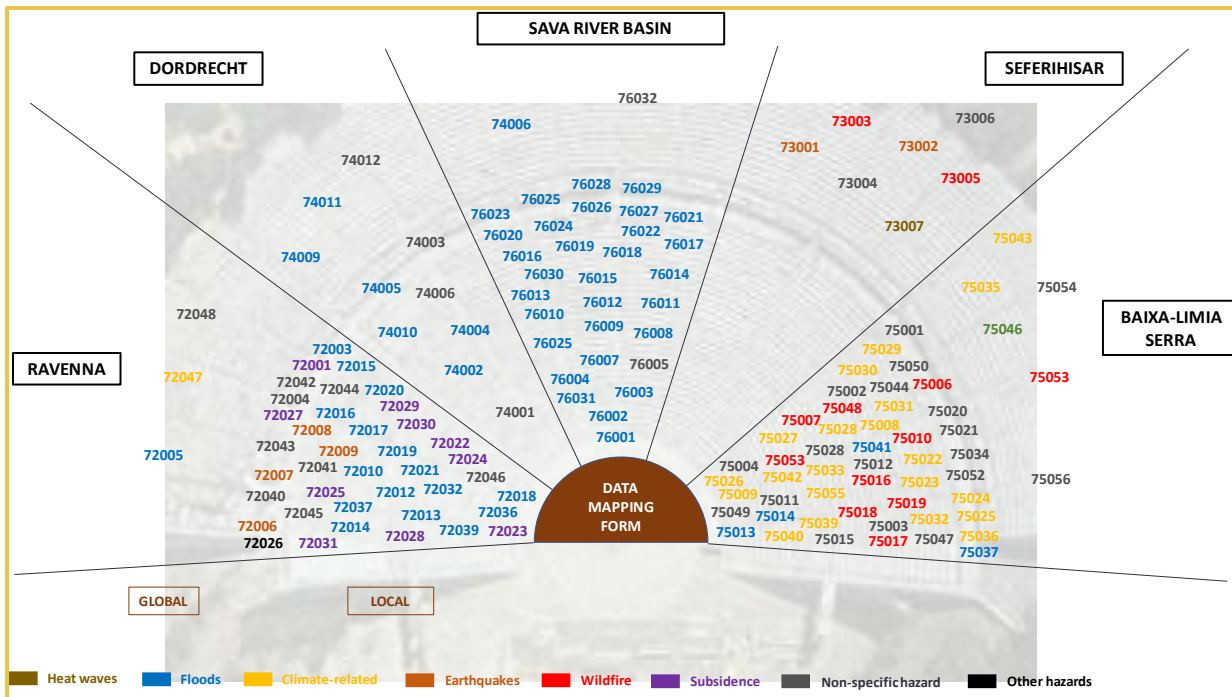 SAVA RIVER BASIN
DORDRECHT
SEFERIHISAR
RAVENNA
BAIXA-LIMIA
SERRA
72048
72047
72005
72003
72001 72015
72042
72044 72020
72004
72027 72016 72029
72008 72017 72030
72043 72009 72019 72022
72024
72007 72041 72010 72021 72046
72040 72025 72012 72032 72018
72045 72037 72013 72036
72006 72014 72039 72023
72026 72031 72028
74006
74012
74011
74003
74009
74005 74006
74010 74004
74002
74001
76032
76028 76029
76025 76026 76027 76021
76023 76024 76022
76020 76019 76018 76017
76016
76030 76015 76014
76013 76012 76011
76010 76009 76008
76025
76007 76005
76004
76031 76003
76002
76001
73003 73006
73001 73002
73004 73005
73007
75043
75035 75054
75046
75001
75029
75030 75050
75053
75002 75044 75006
75048 75031 75020
75007 75028 75008 75021
75027 75028 75041 75010 75034
75004 75053 75033 75012 75022 75052
75026 75042 75016 75023 75056
75009 75011 75055 75019 75024
75049 75014 75039 75018 75032 75025
75013 75040 75015 75003 75047 75036
75017 75037
DATA
MAPPING
FORM
GLOBAL LOCAL
Heat waves Floods Climate-related Earthquakes Wildfire Subsidence Non-specific hazard Other hazards